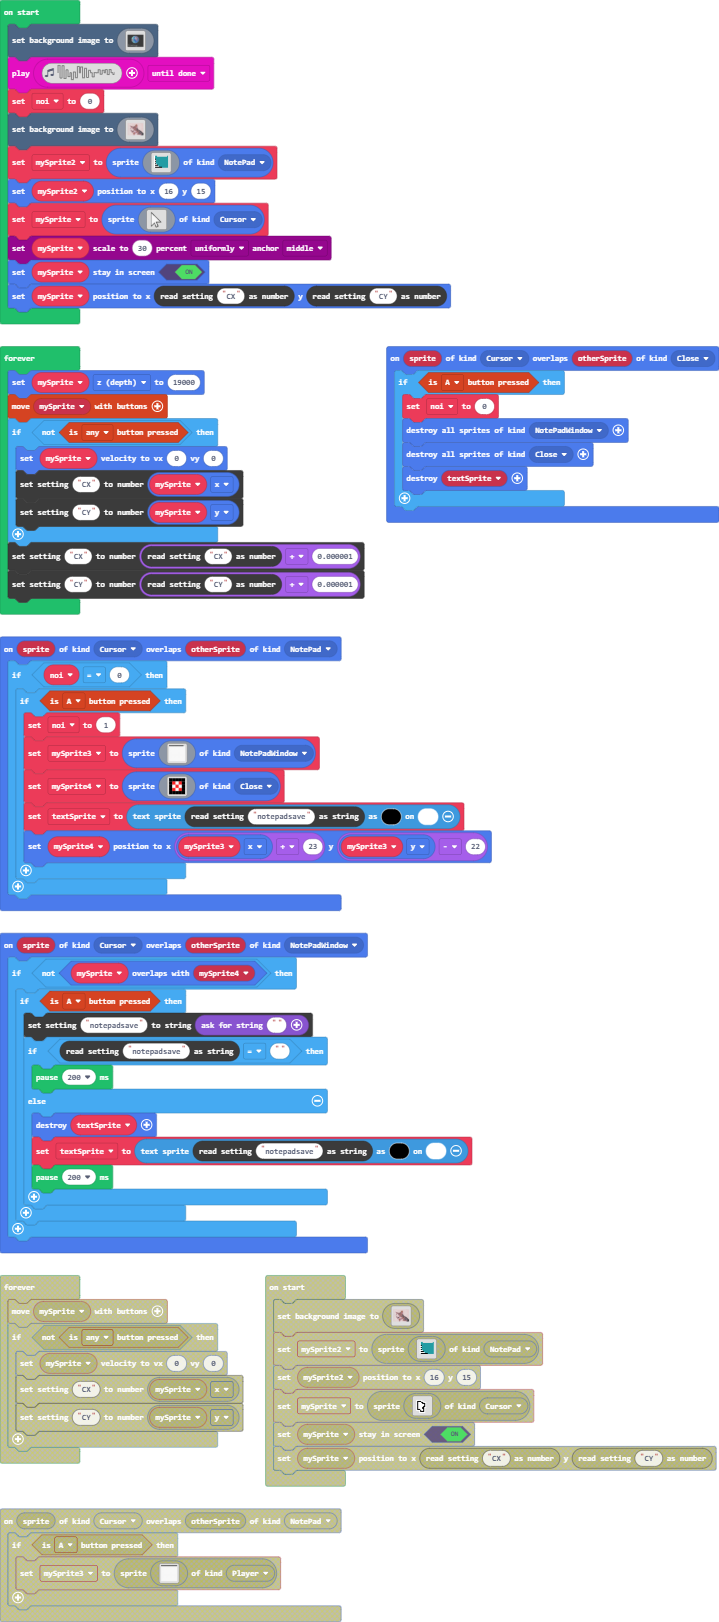 on start
set background image to
play until done
set noi to 0
set background image to
set mySprite2 to sprite of kind NotePad
set mySprite2 position to x 16 y 15
set mySprite to sprite of kind Cursor
set mySprite scale to 30 percent uniformly anchor middle
set mySprite stay in screen ON
set mySprite position to x read setting "CX" as number y read setting "CY" as number
forever
set mySprite z (depth) to 19000
move mySprite with buttons
if not is any button pressed then
set mySprite velocity to vx 0 vy 0
set setting "CX" to number mySprite x
set setting "CY" to number mySprite y
set setting "CX" to number read setting "CX" as number + 0.000001
set setting "CY" to number read setting "CY" as number + 0.000001
on sprite of kind Cursor overlaps otherSprite of kind Close
if is A button pressed then
set noi to 0
destroy all sprites of kind NotePadWindow
destroy all sprites of kind Close
destroy textSprite
on sprite of kind Cursor overlaps otherSprite of kind NotePad
if noi = 0 then
if is A button pressed then
set noi to 1
set mySprite3 to sprite of kind NotePadWindow
set mySprite4 to sprite of kind Close
set textSprite to text sprite read setting "notepadsave" as string as on
set mySprite4 position to x mySprite3 x + 23 y mySprite3 y - 22
on sprite of kind Cursor overlaps otherSprite of kind NotePadWindow
if not mySprite overlaps with mySprite4 then
if is A button pressed then
set setting "notepadsave" to string ask for string ""
if read setting "notepadsave" as string = "" then
pause 200 ms
else
destroy textSprite
set textSprite to text sprite read setting "notepadsave" as string as on
pause 200 ms
forever
move mySprite with buttons
if not is any button pressed then
set mySprite velocity to vx 0 vy 0
set setting "CX" to number mySprite x
set setting "CY" to number mySprite y
on start
set background image to
set mySprite2 to sprite of kind NotePad
set mySprite2 position to x 16 y 15
set mySprite to sprite of kind Cursor
set mySprite stay in screen ON
set mySprite position to x read setting "CX" as number y read setting "CY" as number
on sprite of kind Cursor overlaps otherSprite of kind NotePad
if is A button pressed then
set mySprite3 to sprite of kind Player